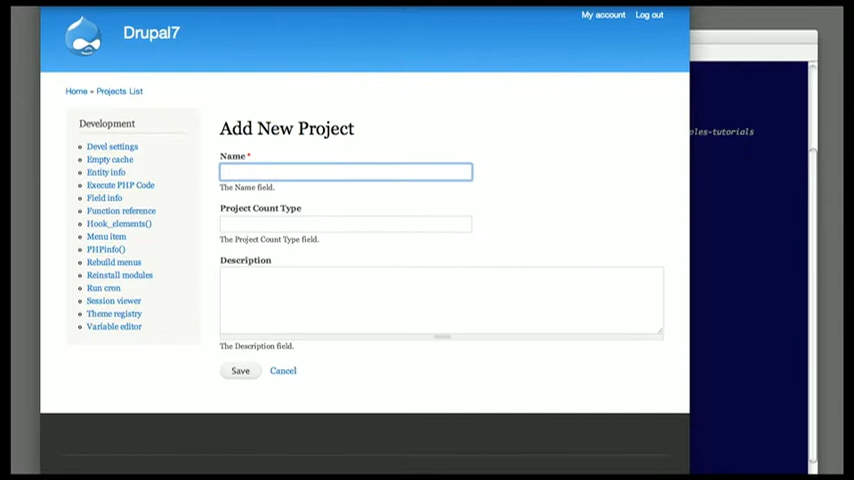 My account Log out
Drupal7
Home » Projects List
Development
Devel settings
Empty cache
Entity info
Execute PHP Code
Field info
Function reference
Hook_elements()
Menu item
PHPinfo()
Rebuild menus
Reinstall modules
Run cron
Session viewer
Theme registry
Variable editor
Add New Project
Name *
The Name field.
Project Count Type
The Project Count Type field.
Description
The Description field.
Save Cancel
oles-tutorials